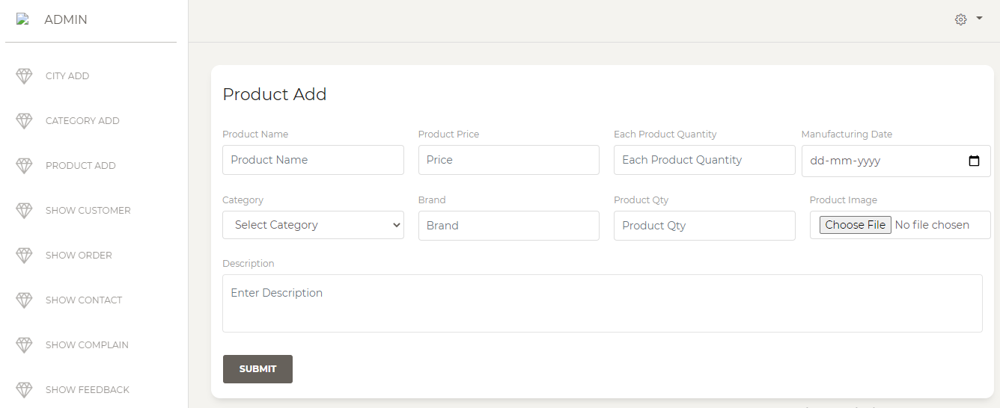 ADMIN
CITY ADD
CATEGORY ADD
PRODUCT ADD
SHOW CUSTOMER
SHOW ORDER
SHOW CONTACT
SHOW COMPLAIN
SHOW FEEDBACK
Product Add
Product Name Product Price Each Product Quantity Manufacturing Date
Product Name Price Each Product Quantity dd-mm-yyyy
Category Brand Product Qty Product Image
Select Category Brand Product Qty Choose File No file chosen
Description
Enter Description
SUBMIT